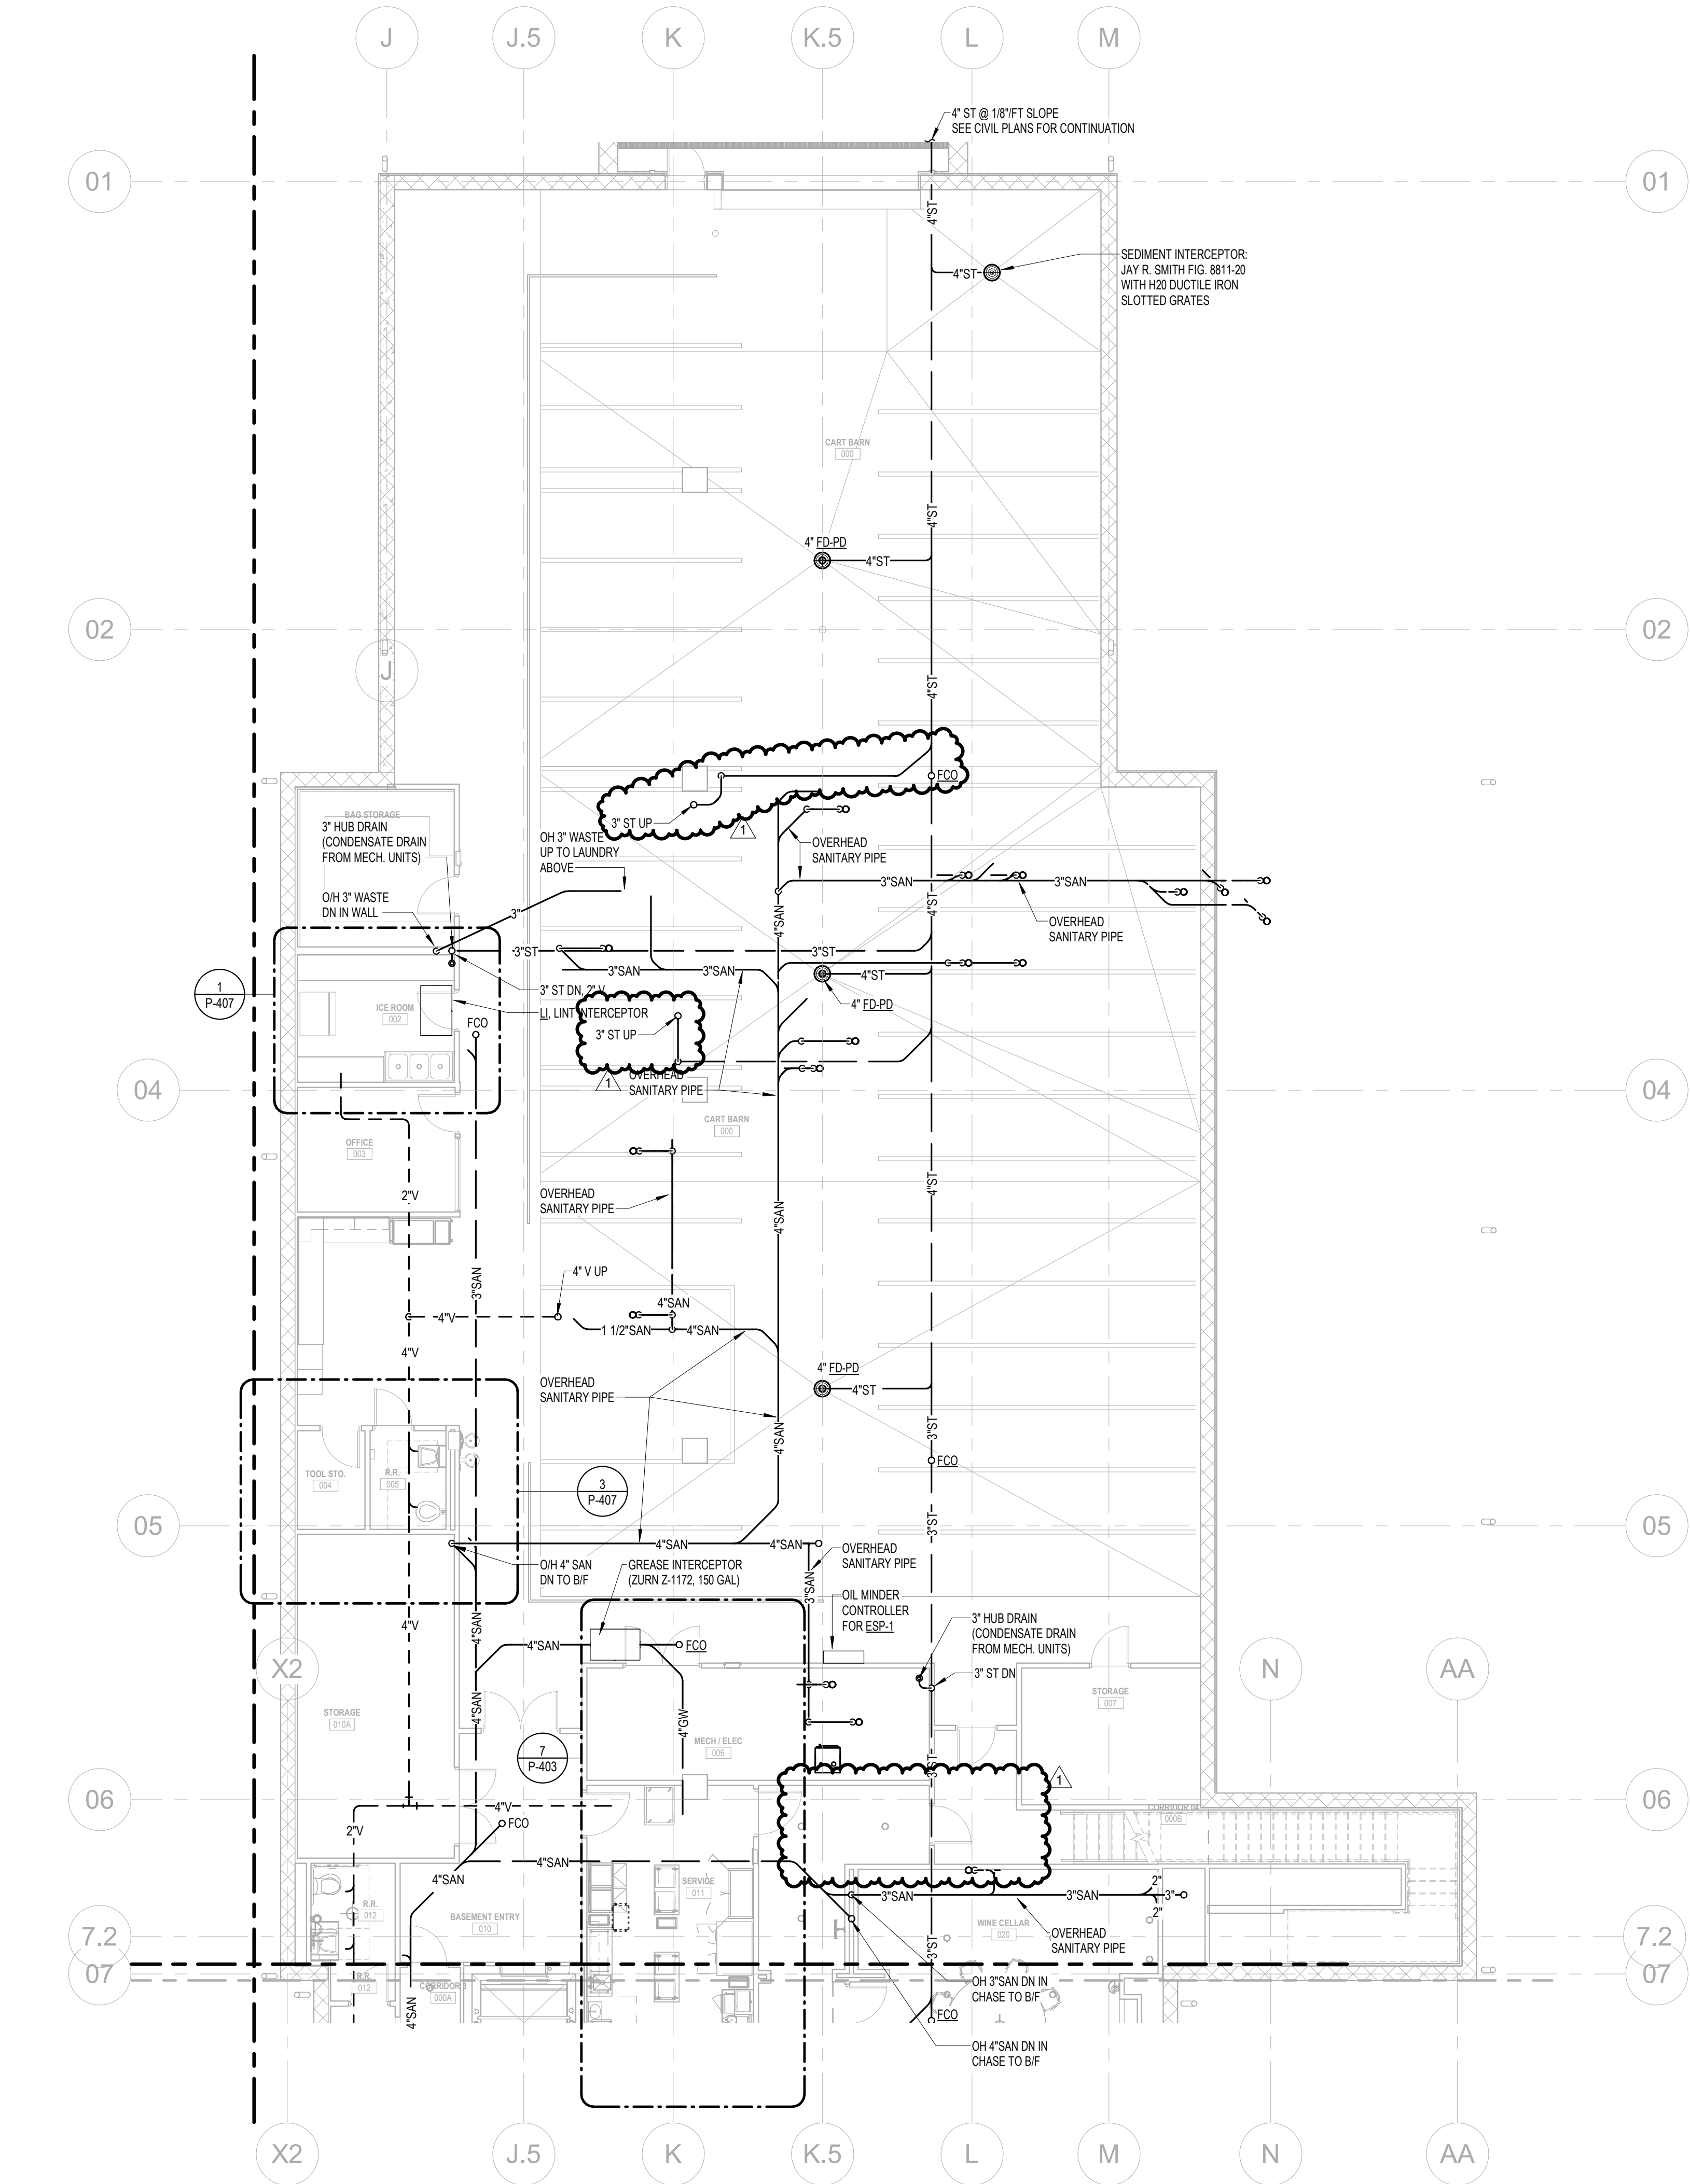 J
J.5
K
K.5
L
M
4" ST @ 1/8"/FT SLOPE
SEE CIVIL PLANS FOR CONTINUATION
01
01
4"ST
SEDIMENT INTERCEPTOR:
JAY R. SMITH FIG. 8811-20
WITH H20 DUCTILE IRON
SLOTTED GRATES
4"ST
CART BARN
000
4"ST
4" FD-PD
4"ST
02
02
J
4"ST
FCO
3" ST UP
1
BAG STORAGE
3" HUB DRAIN
(CONDENSATE DRAIN
FROM MECH. UNITS)
OH 3" WASTE
UP TO LAUNDRY
ABOVE
OVERHEAD
SANITARY PIPE
3"SAN
3"SAN
O/H 3" WASTE
DN IN WALL
3"
4"SAN
4"ST
OVERHEAD
SANITARY PIPE
3"ST
3"ST
3"SAN
3"SAN
4"ST
1
P-407
3" ST DN, 2" V
4" FD-PD
ICE ROOM
002
LI, LINT INTERCEPTOR
FCO
3" ST UP
1
OVERHEAD
SANITARY PIPE
04
04
CART BARN
000
OFFICE
003
4"ST
2"V
OVERHEAD
SANITARY PIPE
4"SAN
3"SAN
4" V UP
4"SAN
4"V
1 1/2"SAN
4"SAN
4"V
4" FD-PD
4"ST
OVERHEAD
SANITARY PIPE
3"ST
4"SAN
FCO
TOOL STO.
004
R.R.
005
3
P-407
05
05
3"ST
4"SAN
4"SAN
OVERHEAD
SANITARY PIPE
O/H 4" SAN
DN TO B/F
GREASE INTERCEPTOR
(ZURN Z-1172, 150 GAL)
3"SAN
OIL MINDER
CONTROLLER
FOR ESP-1
4"V
4"SAN
3" HUB DRAIN
(CONDENSATE DRAIN
FROM MECH. UNITS)
4"SAN
FCO
X2
N
AA
3" ST DN
STORAGE
007
4"SAN
STORAGE
010A
4"GW
MECH / ELEC
006
7
P-403
3"ST
1
06
06
4"V
CORRIDOR
000B
2"V
FCO
4"SAN
4"SAN
SERVICE
011
2"
3"SAN
3"SAN
3"
2"
R.R.
012
BASEMENT ENTRY
010
WINE CELLAR
020
OVERHEAD
SANITARY PIPE
7.2
7.2
3"ST
07
07
R.R.
012
CORRIDOR 3
000A
OH 3"SAN DN IN
CHASE TO B/F
4"SAN
FCO
OH 4"SAN DN IN
CHASE TO B/F
X2
J.5
K
K.5
L
M
N
AA